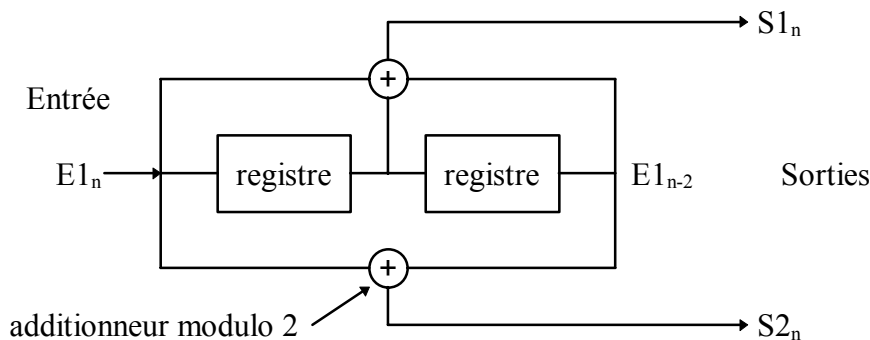 S1n
+
Entrée
E1n registre registre E1n-2 Sorties
+
additionneur modulo 2 S2n